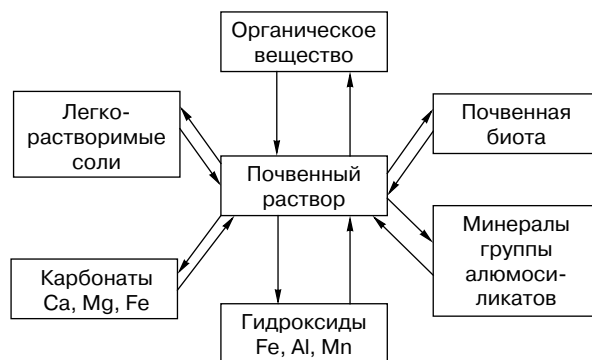 Органическое
вещество
Легко-
растворимые
соли
Почвенная
биота
Почвенный
раствор
Карбонаты
Ca, Mg, Fe
Гидроксиды
Fe, Al, Mn
Минералы
группы
алюмоси-
ликатов